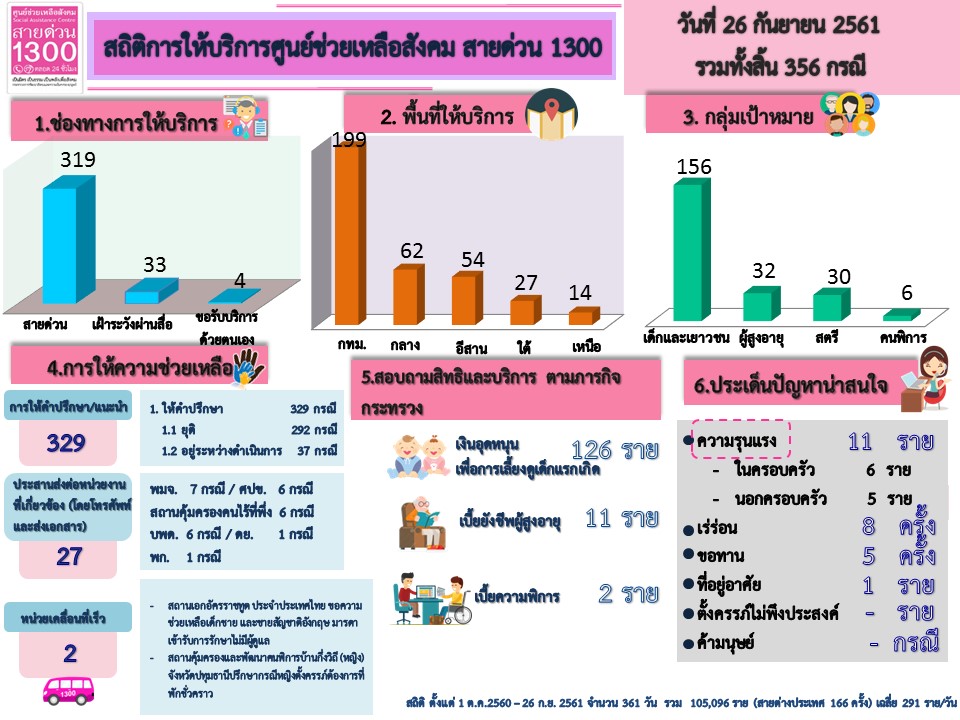 ศูนย์ช่วยเหลือสังคม
Social Assistance Centre
สายด่วน
1300
ตลอด 24 ชั่วโมง
สถิติการให้บริการศูนย์ช่วยเหลือสังคม สายด่วน 1300
วันที่ 26 กันยายน 2561
รวมทั้งสิ้น 356 กรณี
1.ช่องทางการให้บริการ
319
33
4
สายด่วน
เฝ้าระวังผ่านสื่อ
ขอรับบริการ
ด้วยตนเอง
2. พื้นที่ให้บริการ
199
62
54
27
14
กทม.
กลาง
อีสาน
ใต้
เหนือ
3. กลุ่มเป้าหมาย
156
32
30
6
เด็กและเยาวชน
ผู้สูงอายุ
สตรี
คนพิการ
4.การให้ความช่วยเหลือ
การให้คำปรึกษา/แนะนำ
329
1. ให้คำปรึกษา 329 กรณี
1.1 ยุติ 292 กรณี
1.2 อยู่ระหว่างดำเนินการ 37 กรณี
ประสานส่งต่อหน่วยงาน
ที่เกี่ยวข้อง (โดยโทรศัพท์
และส่งเอกสาร)
27
พมจ. 7 กรณี / ศปข. 6 กรณี
สถานคุ้มครองคนไร้ที่พึ่ง 6 กรณี
บพด. 6 กรณี / ดย. 1 กรณี
พก. 1 กรณี
หน่วยเคลื่อนที่เร็ว
2
1300
- สถานเอกอัครราชทูต ประจำประเทศไทย ขอความ
ช่วยเหลือเด็กชาย และชายสัญชาติอังกฤษ มารดา
เข้ารับการรักษาไม่มีผู้ดูแล
- สถานคุ้มครองและพัฒนาคนพิการบ้านกึ่งวิถี (หญิง)
จังหวัดปทุมธานีปรึกษากรณีหญิงตั้งครรภ์ต้องการที่
พักชั่วคราว
5.สอบถามสิทธิและบริการ ตามภารกิจ
กระทรวง
เงินอุดหนุน
เพื่อการเลี้ยงดูเด็กแรกเกิด
126 ราย
เบี้ยยังชีพผู้สูงอายุ 11 ราย
เบี้ยความพิการ 2 ราย
6.ประเด็นปัญหาน่าสนใจ
ความรุนแรง 11 ราย
- ในครอบครัว 6 ราย
- นอกครอบครัว 5 ราย
เร่ร่อน 8 ครั้ง
ขอทาน 5 ครั้ง
ที่อยู่อาศัย 1 ราย
ตั้งครรภ์ไม่พึงประสงค์ - ราย
ค้ามนุษย์ - กรณี
สถิติ ตั้งแต่ 1 ต.ค.2560 – 26 ก.ย. 2561 จำนวน 361 วัน รวม 105,096 ราย (สายต่างประเทศ 166 ครั้ง) เฉลี่ย 291 ราย/วัน